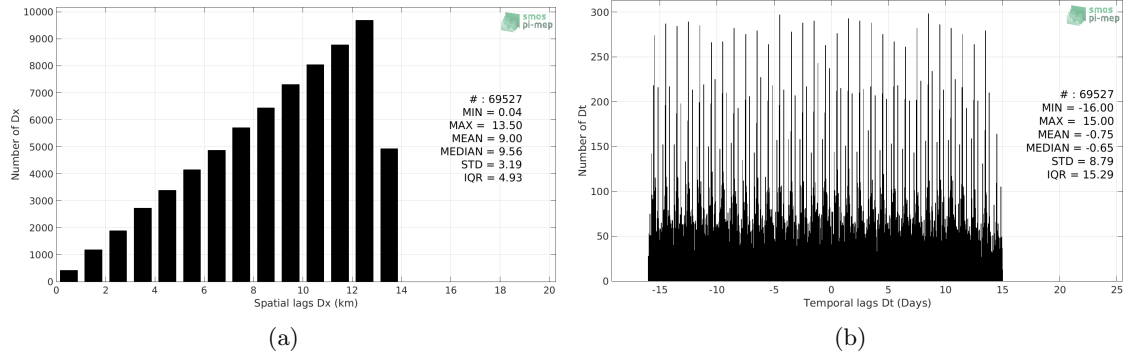 10000
9000
8000
7000
6000
5000
4000
3000
2000
1000
0
Number of Dx
smos
pi-mep
# : 69527
MIN = 0.04
MAX = 13.50
MEAN = 9.00
MEDIAN = 9.56
STD = 3.19
IQR = 4.93
0 2 4 6 8 10 12 14 16 18 20
Spatial lags Dx (km)
(a)
300
250
200
150
100
50
0
Number of Dt
smos
pi-mep
# : 69527
MIN = -16.00
MAX = 15.00
MEAN = -0.75
MEDIAN = -0.65
STD = 8.79
IQR = 15.29
-15 -10 -5 0 5 10 15 20 25
Temporal lags Dt (Days)
(b)